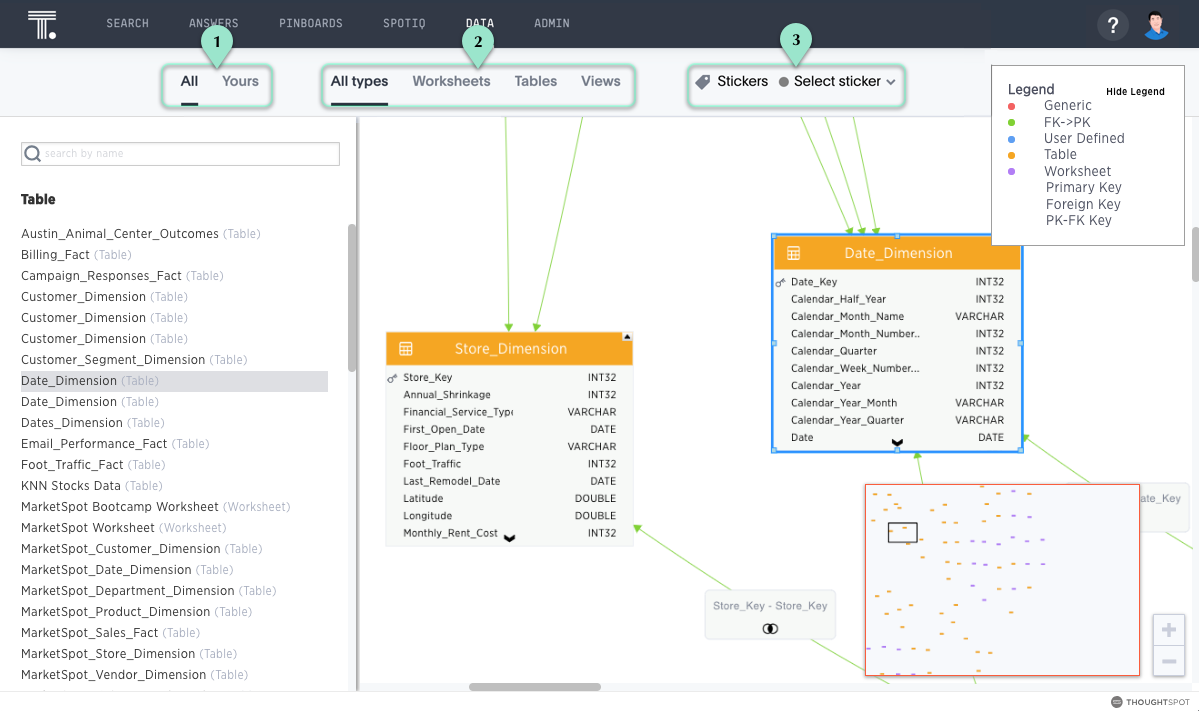 SEARCH ANSWERS PINBOARDS SPOTIQ DATA ADMIN ?
1 2 3
All Yours All types Worksheets Tables Views Stickers Select sticker
Legend Hide Legend
Generic
FK->PK
User Defined
Table
Worksheet
Primary Key
Foreign Key
PK-FK Key
search by name
Table
Austin_Animal_Center_Outcomes (Table)
Billing_Fact (Table)
Campaign_Responses_Fact (Table)
Customer_Dimension (Table)
Customer_Dimension (Table)
Customer_Dimension (Table)
Customer_Segment_Dimension (Table)
Date_Dimension (Table)
Date_Dimension (Table)
Dates_Dimension (Table)
Email_Performance_Fact (Table)
Foot_Traffic_Fact (Table)
KNN Stocks Data (Table)
MarketSpot Bootcamp Worksheet (Worksheet)
MarketSpot Worksheet (Worksheet)
MarketSpot_Customer_Dimension (Table)
MarketSpot_Date_Dimension (Table)
MarketSpot_Department_Dimension (Table)
MarketSpot_Product_Dimension (Table)
MarketSpot_Sales_Fact (Table)
MarketSpot_Store_Dimension (Table)
MarketSpot_Vendor_Dimension (Table)
Store_Dimension
Store_Key INT32
Annual_Shrinkage INT32
Financial_Service_Type VARCHAR
First_Open_Date DATE
Floor_Plan_Type VARCHAR
Foot_Traffic INT32
Last_Remodel_Date DATE
Latitude DOUBLE
Longitude DOUBLE
Monthly_Rent_Cost INT32
Date_Dimension
Date_Key INT32
Calendar_Half_Year INT32
Calendar_Month_Name VARCHAR
Calendar_Month_Number.. INT32
Calendar_Quarter INT32
Calendar_Week_Number... INT32
Calendar_Year INT32
Calendar_Year_Month VARCHAR
Calendar_Year_Quarter VARCHAR
Date DATE
ate_Key
Store_Key - Store_Key
THOUGHTSPOT